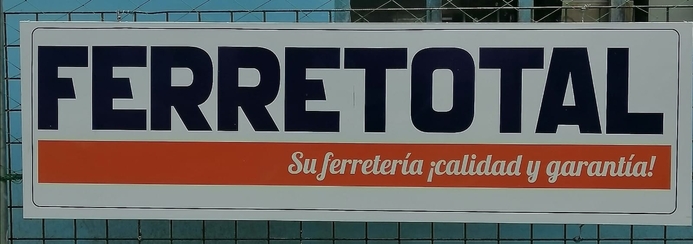 FERRETOTAL
Su ferretería ¡calidad y garantía!